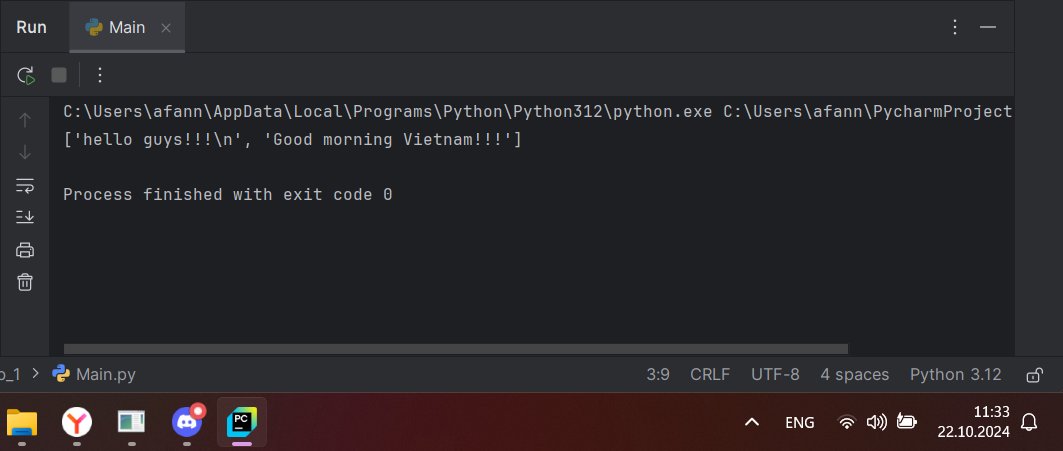 Run Main
C:\Users\afann\AppData\Local\Programs\Python\Python312\python.exe C:\Users\afann\PycharmProject
['hello guys!!!\n', 'Good morning Vietnam!!!']
Process finished with exit code 0
_1 > Main.py 3:9 CRLF UTF-8 4 spaces Python 3.12
PC
ENG
11:33
22.10.2024